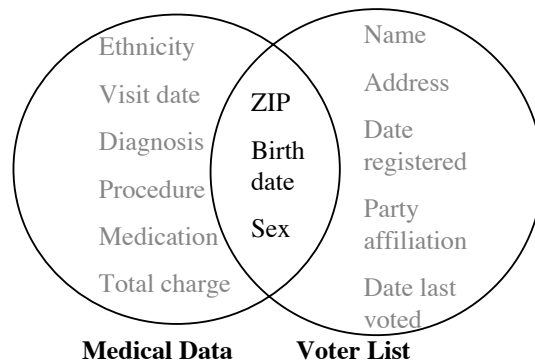 Ethnicity
Visit date
Diagnosis
Procedure
Medication
Total charge
ZIP
Birth
date
Sex
Name
Address
Date
registered
Party
affiliation
Date last
voted
Medical Data
Voter List